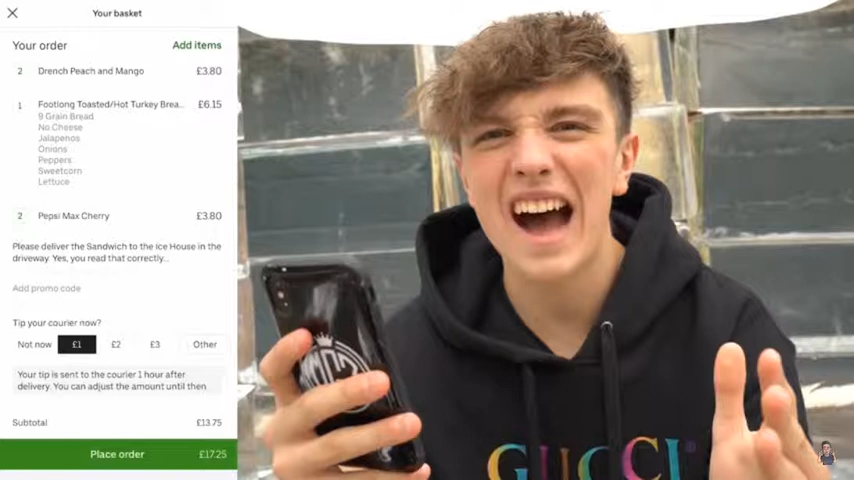 Your basket
Your order Add items
2 Drench Peach and Mango £3.80
1 Footlong Toasted/Hot Turkey Brea.. £6.15
9 Grain Bread
No Cheese
Jalapenos
Onions
Peppers
Sweetcorn
Lettuce
2 Pepsi Max Cherry £3.80
Please deliver the Sandwich to the Ice House in the
driveway. Yes, you read that correctly...
Add promo code
Tip your courier now?
Not now £1 £2 £3 Other
Your tip is sent to the courier 1 hour after
delivery. You can adjust the amount until then
Subtotal £13.75
Place order £17.25
GUCCI